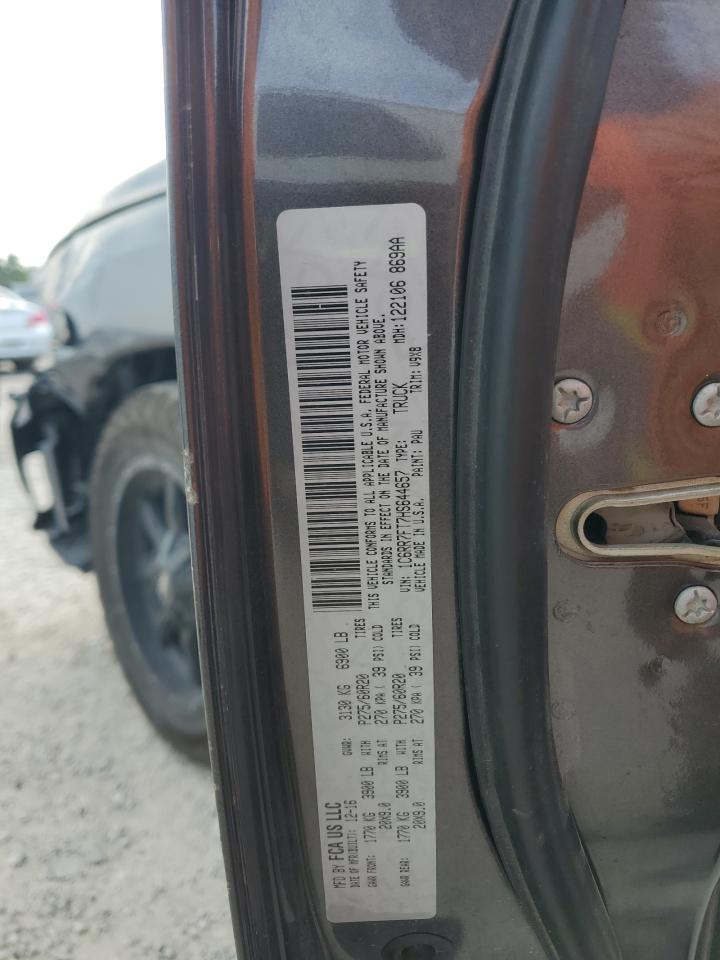 MFD BY FCA US LLC
DATE OF MFR(BUILT): 12-16 GVWR: 3130 KG 6900 LB
GAWR FRONT: 1770 KG 3900 LB WITH P275/60R20 TIRES
20X9.0 RIMS AT 250 KPA ( 36 PSI) COLD
GAWR REAR: 1770 KG 3900 LB WITH P275/60R20 TIRES
20X9.0 RIMS AT 270 KPA ( 39 PSI) COLD
THIS VEHICLE CONFORMS TO ALL APPLICABLE U.S.A. FEDERAL MOTOR VEHICLE SAFETY
STANDARDS IN EFFECT ON THE DATE OF MANUFACTURE SHOWN ABOVE.
VIN: 1C6RR7FT7HS644657 TYPE: TRUCK MDH:122106 869AA
VEHICLE MADE IN U.S.A. PAINT: PAU TRIM: V9X8